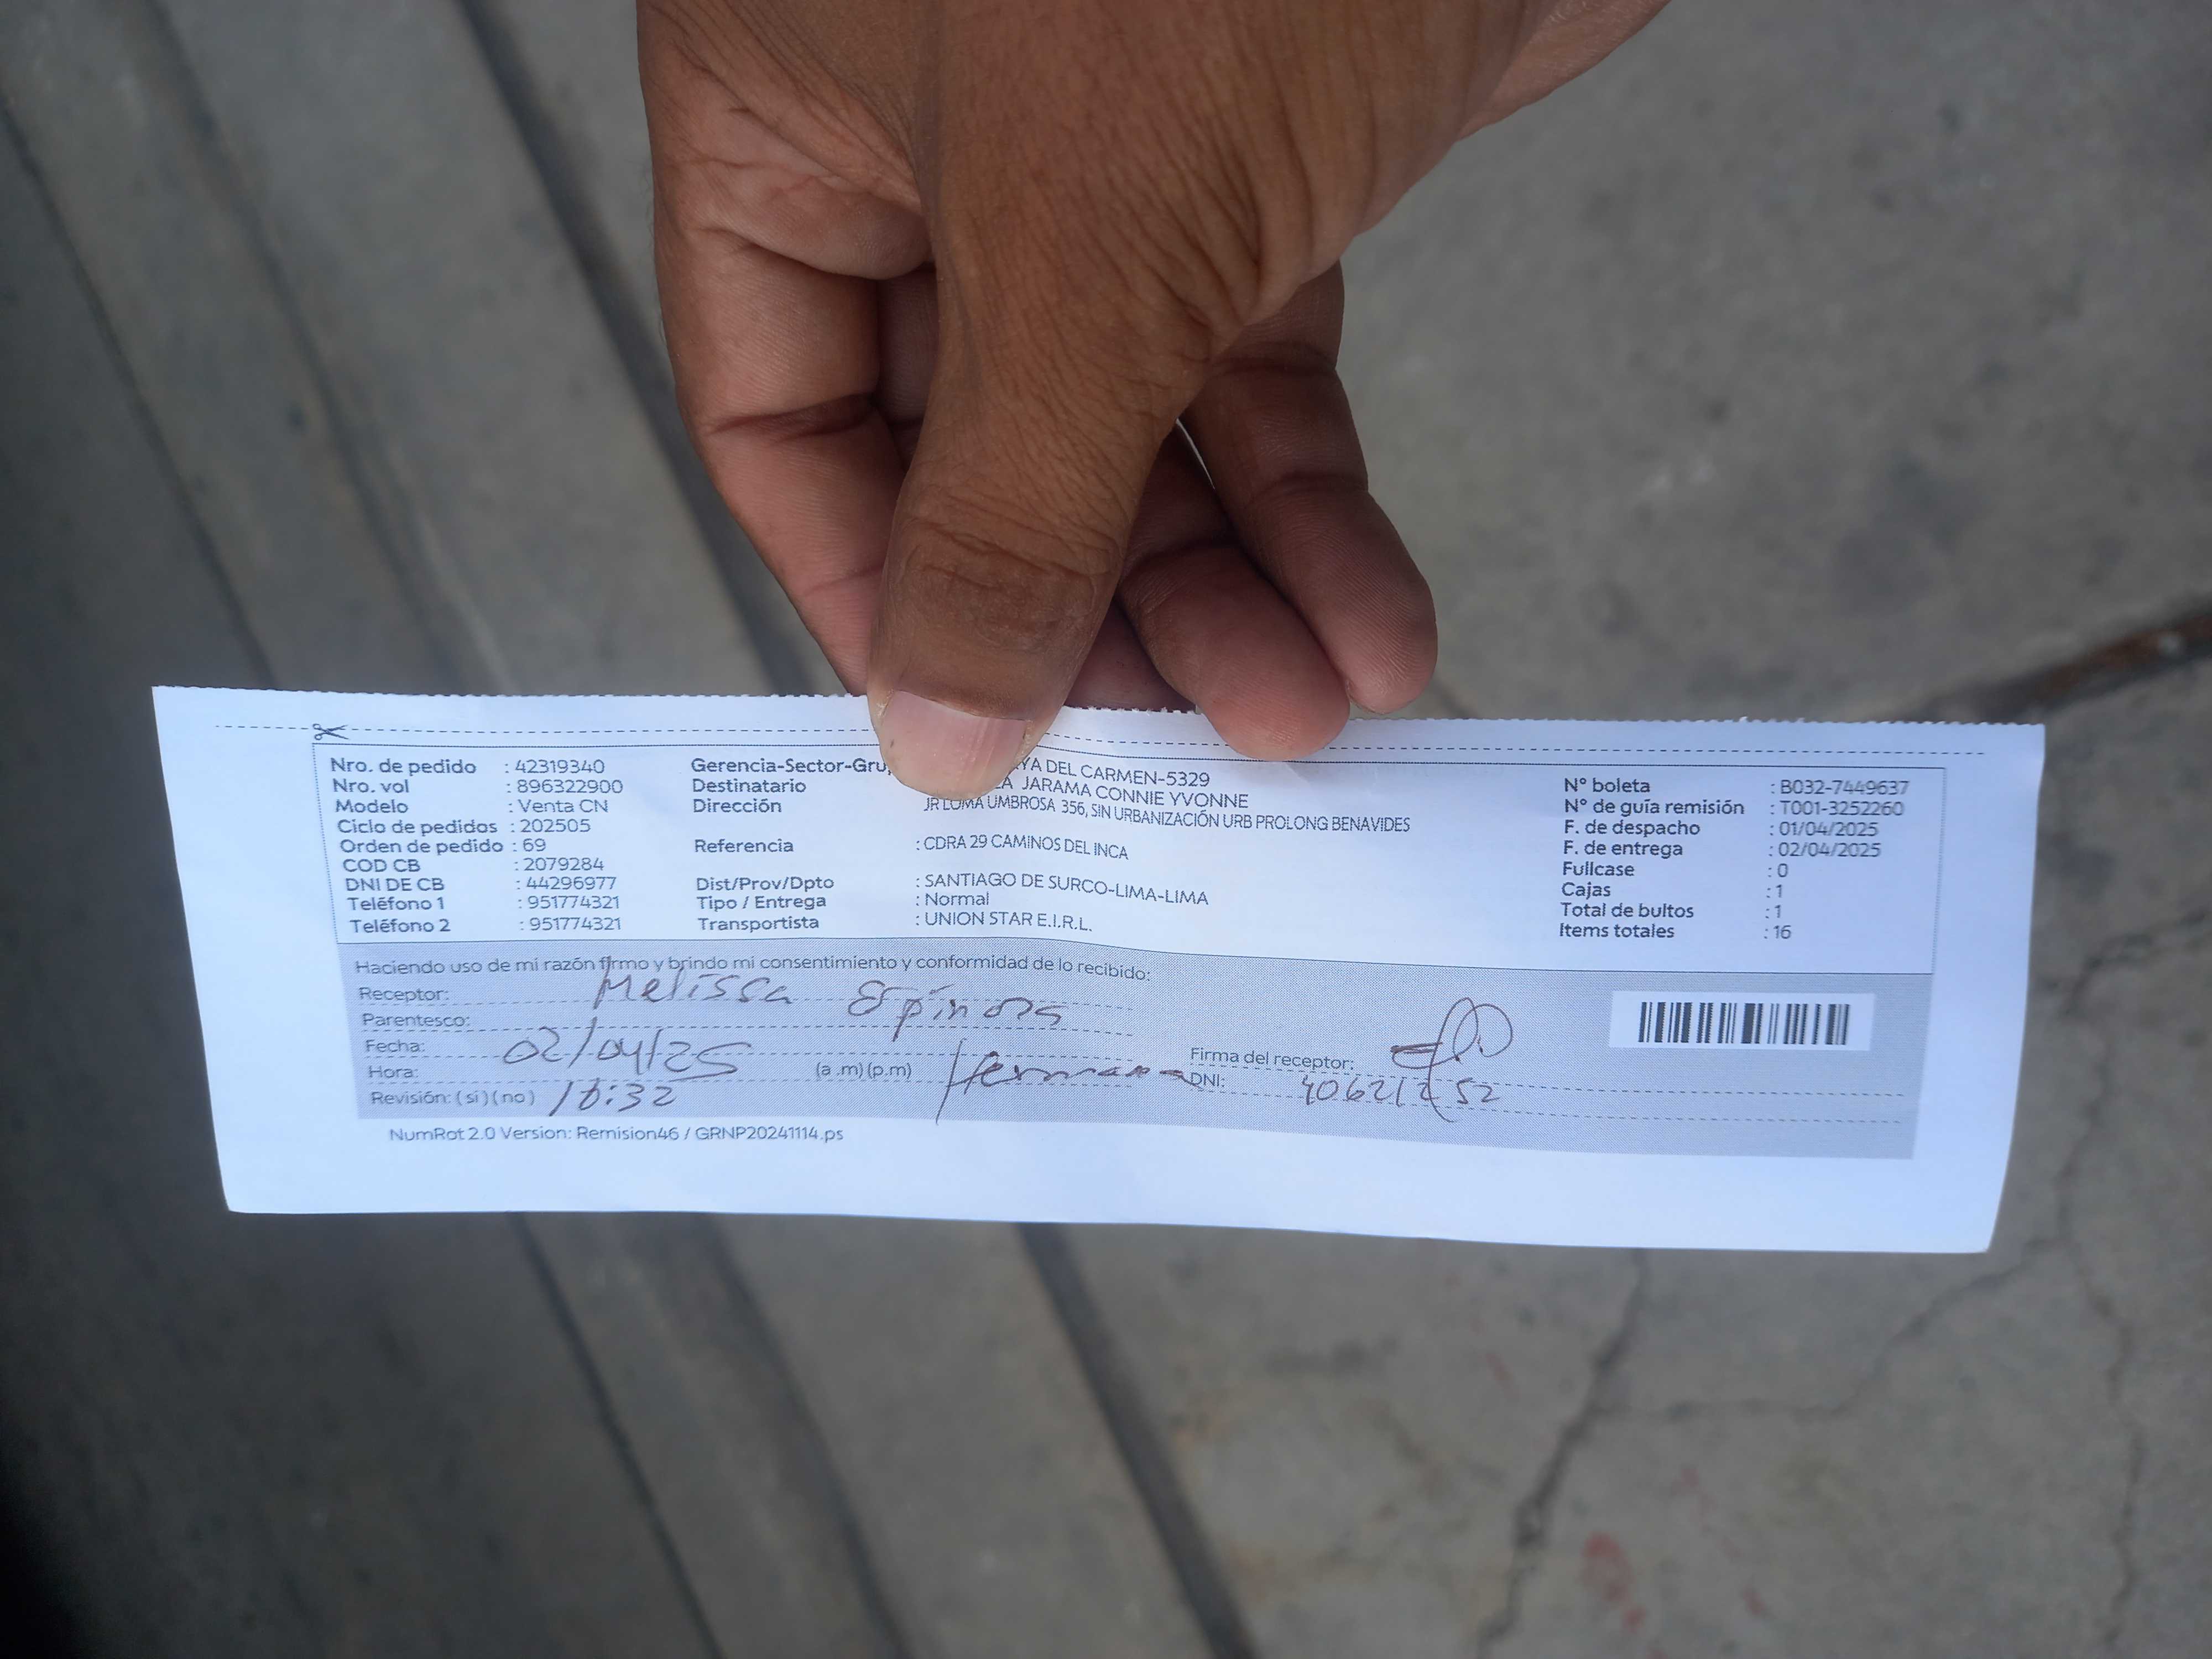 Nro. de pedido : 42319340
Nro. vol : 896322900
Modelo : Venta CN
Ciclo de pedidos : 202505
Orden de pedido : 69
COD CB : 2079284
DNI DE CB : 44296977
Teléfono 1 : 951774321
Teléfono 2 : 951774321
Gerencia-Sector-Gru YA DEL CARMEN-5329
Destinatario JARAMA CONNIE YVONNE
Dirección JR LOMA UMBROSA 356, SIN URBANIZACIÓN URB PROLONG BENAVIDES
Referencia : CDRA 29 CAMINOS DEL INCA
Dist/Prov/Dpto : SANTIAGO DE SURCO-LIMA-LIMA
Tipo / Entrega : Normal
Transportista : UNION STAR E.I.R.L.
N° boleta : B032-7449637
N° de guía remisión : T001-3252260
F. de despacho : 01/04/2025
F. de entrega : 02/04/2025
Fullcase : 0
Cajas : 1
Total de bultos : 1
Items totales : 16
Haciendo uso de mi razón firmo y brindo mi consentimiento y conformidad de lo recibido:
Receptor: Melissa Espinoza
Parentesco:
Fecha: 02/04/25
Hora: (a.m) (p.m) Hermana
Revisión: ( si ) ( no )
Firma del receptor:
DNI:
NumRot 2.0 Version: Remision46 / GRNP20241114.ps